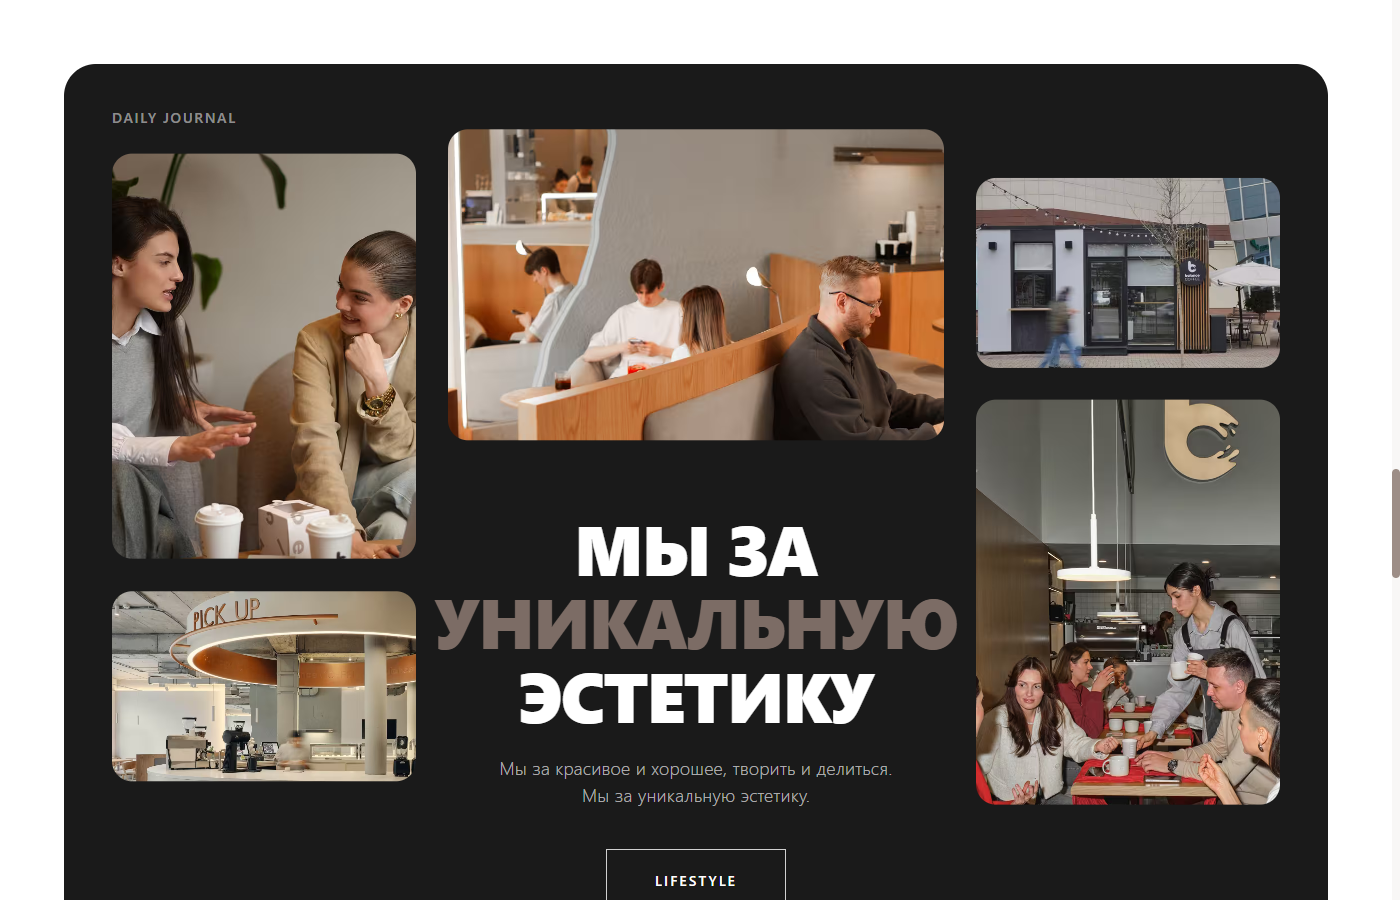 DAILY JOURNAL
PICK UP
МЫ ЗА
УНИКАЛЬНУЮ
ЭСТЕТИКУ
Мы за красивое и хорошее, творить и делиться.
Мы за уникальную эстетику.
LIFESTYLE